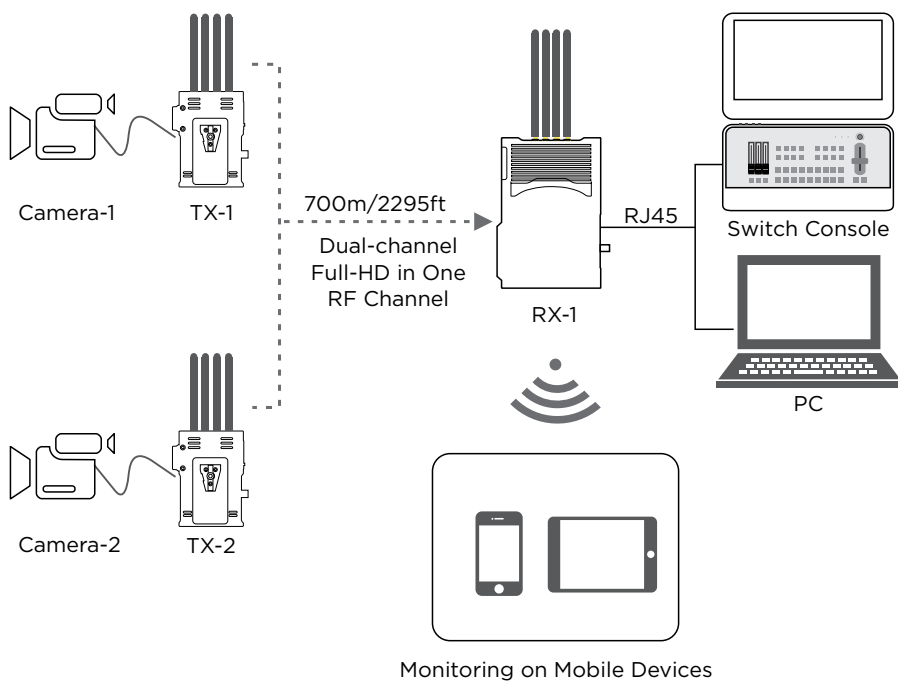 Camera-1
TX-1
700m/2295ft
Dual-channel
Full-HD in One
RF Channel
RX-1
RJ45
Switch Console
PC
Camera-2
TX-2
Monitoring on Mobile Devices